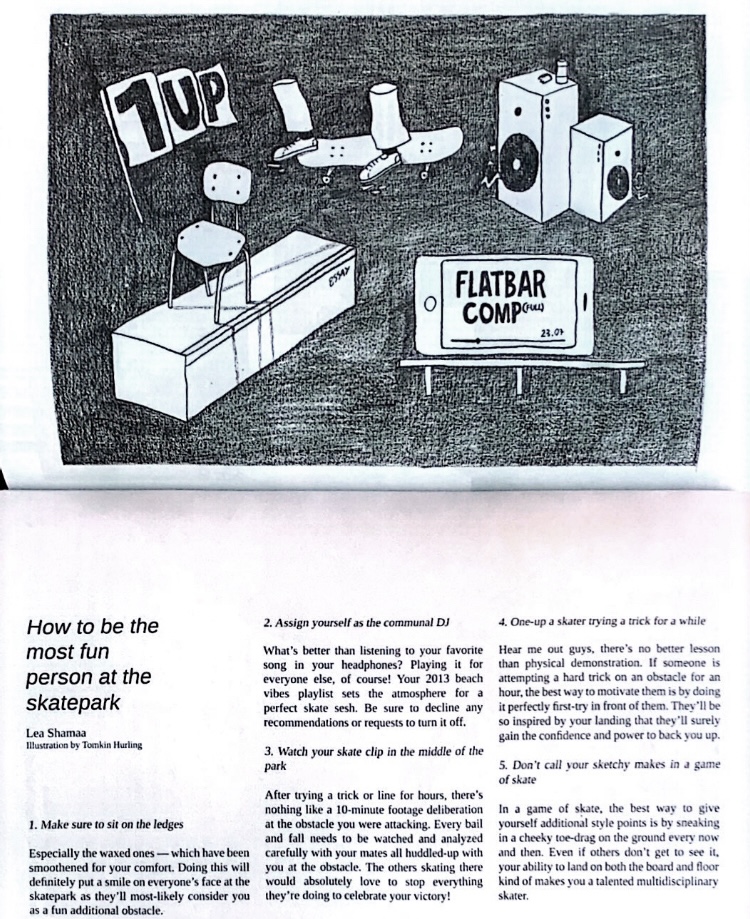 1UP
ESSAY
FLATBAR
COMP (FULL)
23.07
How to be the
most fun
person at the
skatepark
Lea Shamaa
Illustration by Tomkin Hurling
1. Make sure to sit on the ledges
Especially the waxed ones — which have been
smoothened for your comfort. Doing this will
definitely put a smile on everyone's face at the
skatepark as they'll most-likely consider you
as a fun additional obstacle.
2. Assign yourself as the communal DJ
What's better than listening to your favorite
song in your headphones? Playing it for
everyone else, of course! Your 2013 beach
vibes playlist sets the atmosphere for a
perfect skate sesh. Be sure to decline any
recommendations or requests to turn it off.
3. Watch your skate clip in the middle of the
park
After trying a trick or line for hours, there's
nothing like a 10-minute footage deliberation
at the obstacle you were attacking. Every bail
and fall needs to be watched and analyzed
carefully with your mates all huddled-up with
you at the obstacle. The others skating there
would absolutely love to stop everything
they're doing to celebrate your victory!
4. One-up a skater trying a trick for a while
Hear me out guys, there's no better lesson
than physical demonstration. If someone is
attempting a hard trick on an obstacle for an
hour, the best way to motivate them is by doing
it perfectly first-try in front of them. They'll be
so inspired by your landing that they'll surely
gain the confidence and power to back you up.
5. Don't call your sketchy makes in a game
of skate
In a game of skate, the best way to give
yourself additional style points is by sneaking
in a cheeky toe-drag on the ground every now
and then. Even if others don't get to see it,
your ability to land on both the board and floor
kind of makes you a talented multidisciplinary
skater.